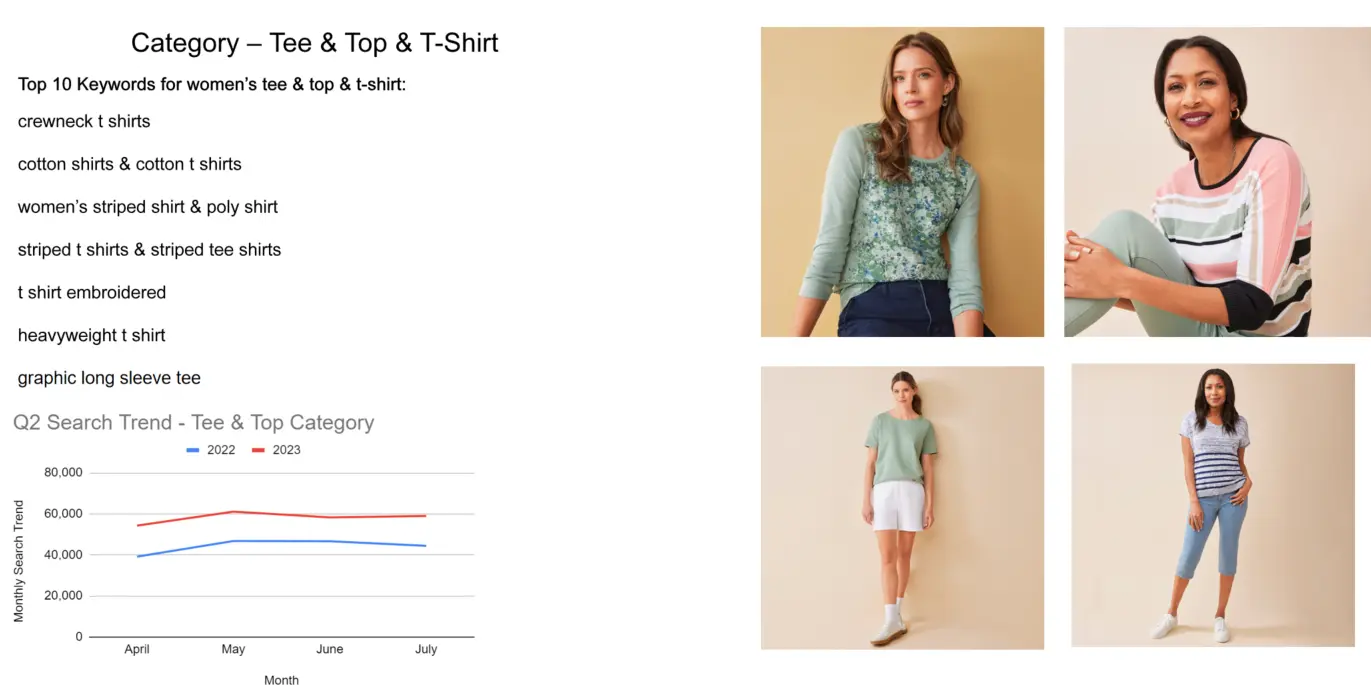 Category – Tee & Top & T-Shirt
Top 10 Keywords for women’s tee & top & t-shirt:
crewneck t shirts
cotton shirts & cotton t shirts
women’s striped shirt & poly shirt
striped t shirts & striped tee shirts
t shirt embroidered
heavyweight t shirt
graphic long sleeve tee
Q2 Search Trend - Tee & Top Category
2022 2023
Monthly Search Trend
80,000
60,000
40,000
20,000
0
April May June July
Month